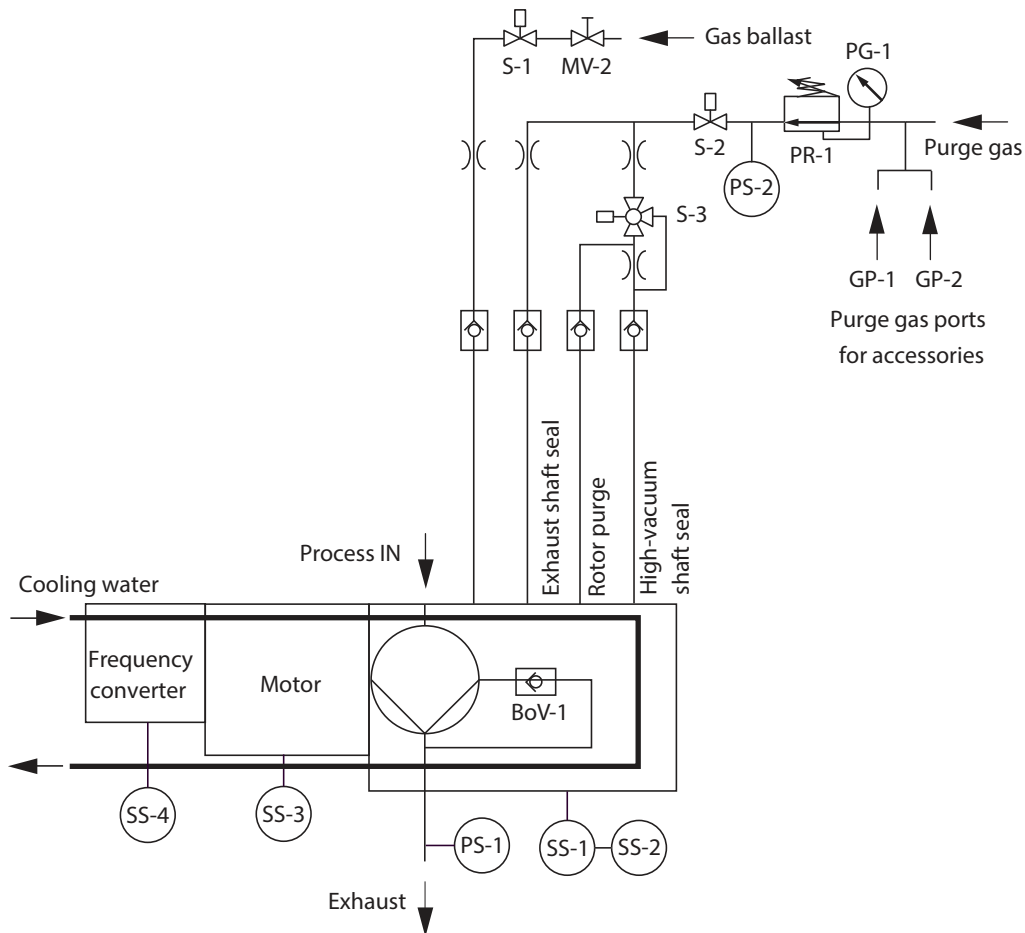 Gas ballast
S-1
MV-2
PG-1
S-2
PR-1
Purge gas
PS-2
S-3
GP-1
GP-2
Purge gas ports
for accessories
Exhaust shaft seal
Rotor purge
High-vacuum
shaft seal
Process IN
Cooling water
Frequency
converter
Motor
BoV-1
SS-4
SS-3
PS-1
SS-1
SS-2
Exhaust